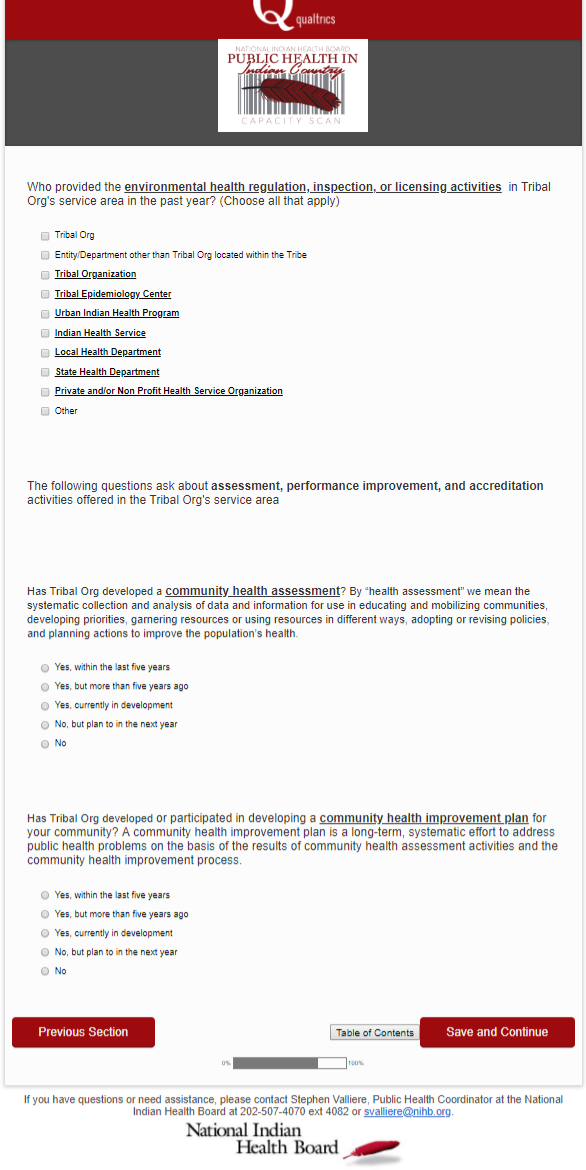 Q qualtrics
NATIONAL INDIAN HEALTH BOARD
PUBLIC HEALTH IN
Indian Country
CAPACITY SCAN
Who provided the environmental health regulation, inspection, or licensing activities in Tribal
Org's service area in the past year? (Choose all that apply)
Tribal Org
Entity/Department other than Tribal Org located within the Tribe
Tribal Organization
Tribal Epidemiology Center
Urban Indian Health Program
Indian Health Service
Local Health Department
State Health Department
Private and/or Non Profit Health Service Organization
Other
The following questions ask about assessment, performance improvement, and accreditation
activities offered in the Tribal Org's service area
Has Tribal Org developed a community health assessment? By “health assessment” we mean the
systematic collection and analysis of data and information for use in educating and mobilizing communities,
developing priorities, garnering resources or using resources in different ways, adopting or revising policies,
and planning actions to improve the population's health.
Yes, within the last five years
Yes, but more than five years ago
Yes, currently in development
No, but plan to in the next year
No
Has Tribal Org developed or participated in developing a community health improvement plan for
your community? A community health improvement plan is a long-term, systematic effort to address
public health problems on the basis of the results of community health assessment activities and the
community health improvement process.
Yes, within the last five years
Yes, but more than five years ago
Yes, currently in development
No, but plan to in the next year
No
Previous Section
Table of Contents
Save and Continue
0% 100%
If you have questions or need assistance, please contact Stephen Valliere, Public Health Coordinator at the National
Indian Health Board at 202-507-4070 ext 4082 or svalliere@nihb.org.
National Indian
Health Board